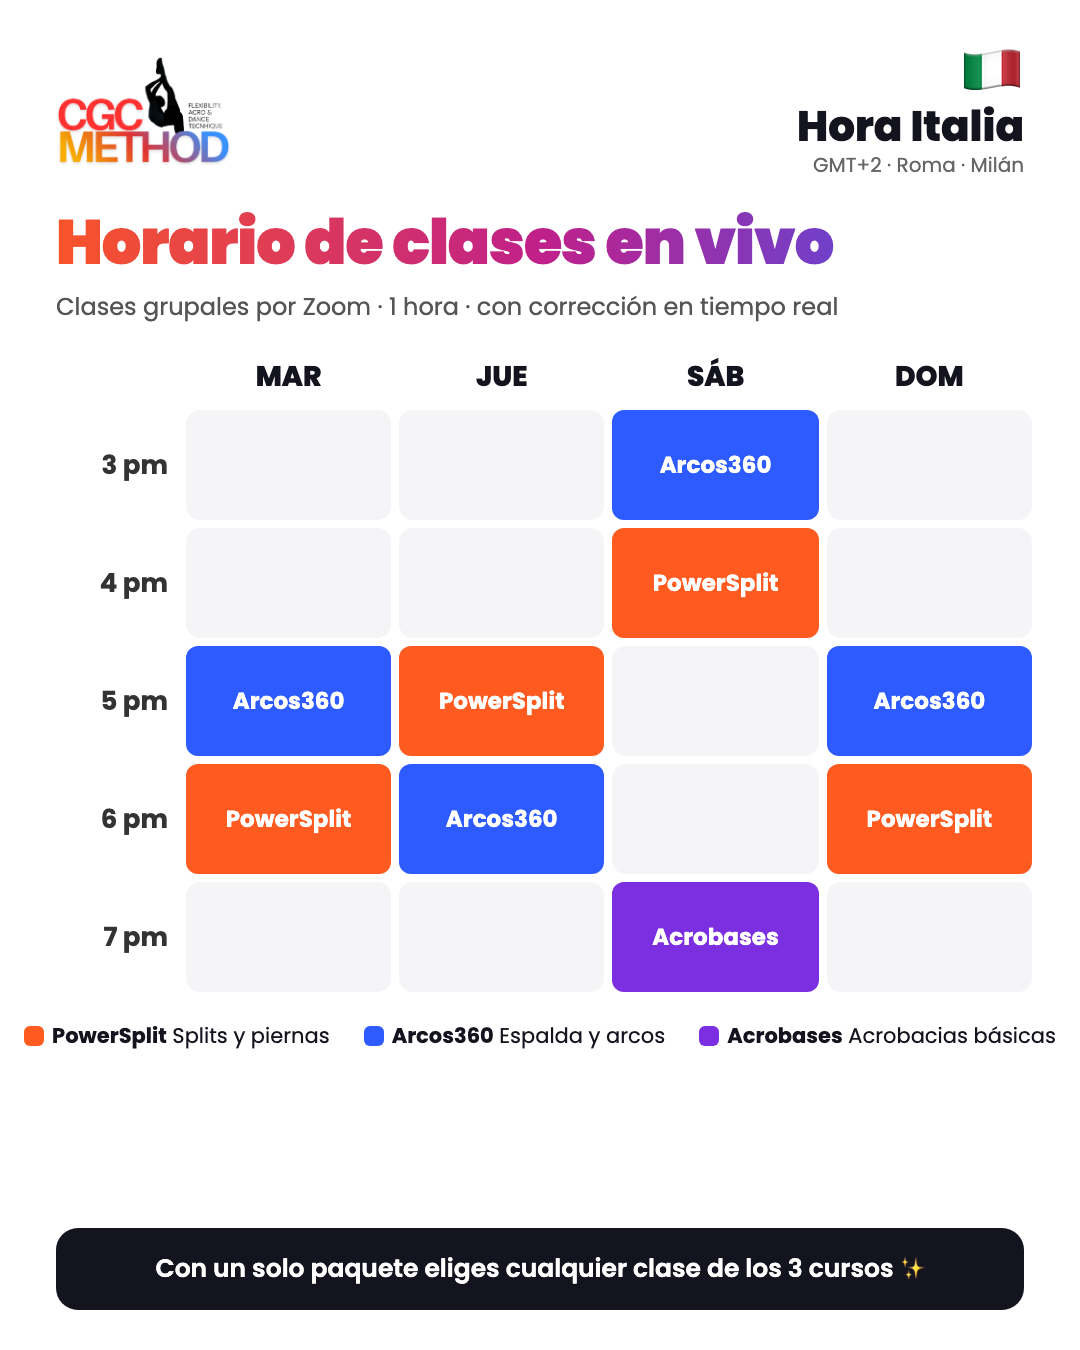 CGC
METHOD
FLEXIBILITY,
ACRO &
DANCE
TECNHIQUE
Hora Italia
GMT+2 · Roma · Milán
Horario de clases en vivo
Clases grupales por Zoom · 1 hora · con corrección en tiempo real
MAR JUE SÁB DOM
3 pm Arcos360
4 pm PowerSplit
5 pm Arcos360 PowerSplit Arcos360
6 pm PowerSplit Arcos360 PowerSplit
7 pm Acrobases
PowerSplit Splits y piernas Arcos360 Espalda y arcos Acrobases Acrobacias básicas
Con un solo paquete eliges cualquier clase de los 3 cursos ✨